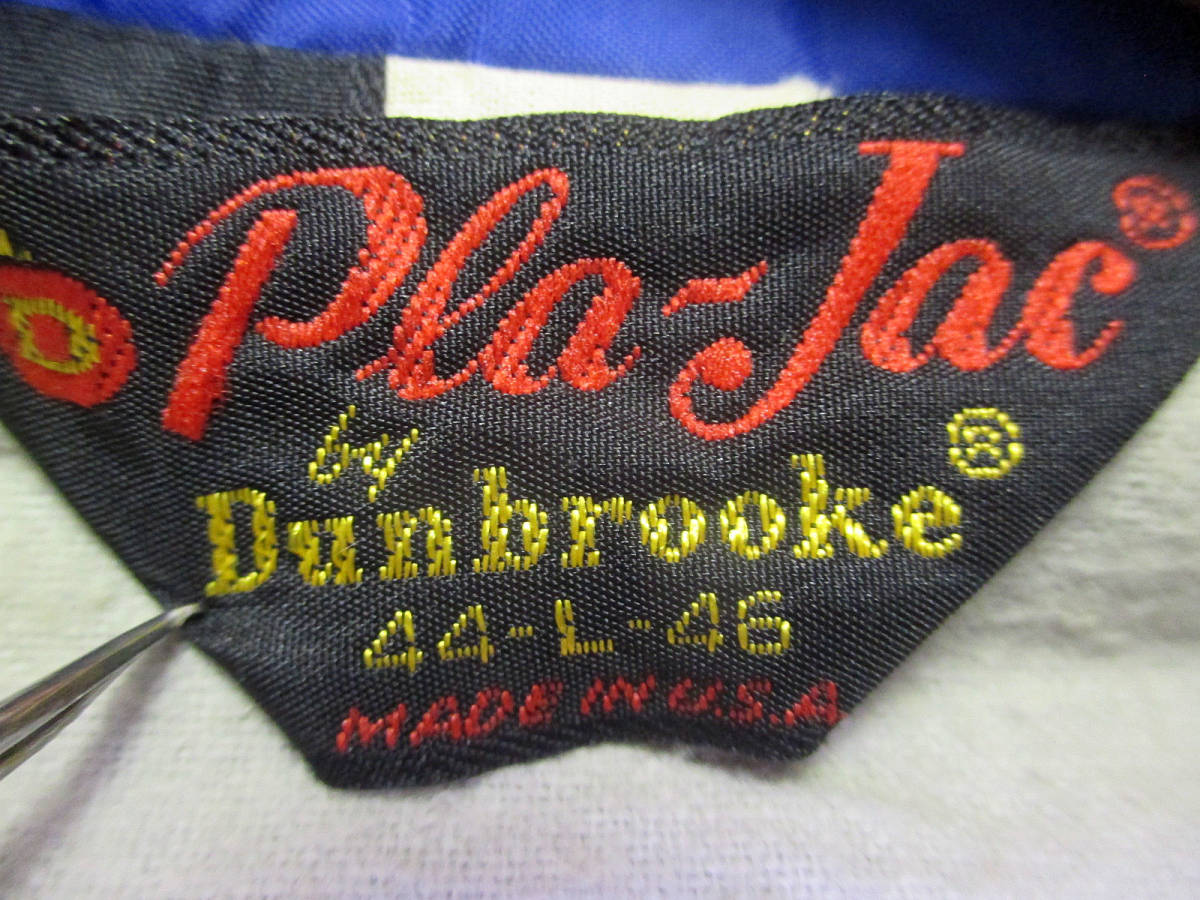 Pla-Jac®
by
Dunbrooke®
44-L-46
MADE IN U.S.A